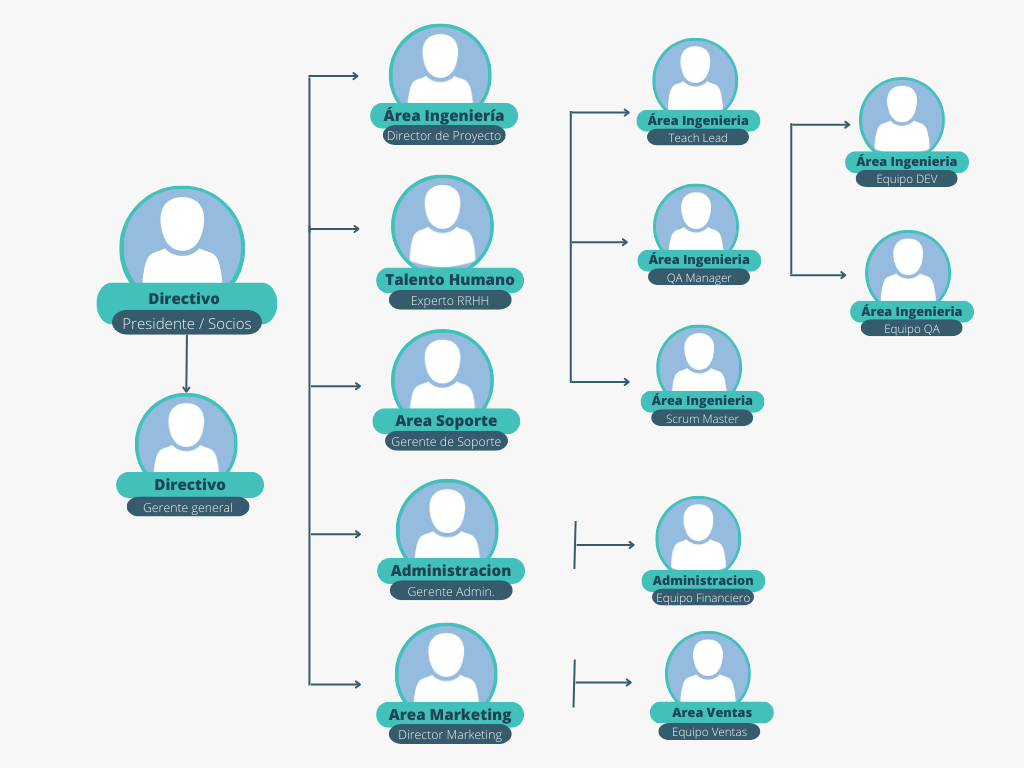 Directivo
Presidente / Socios
Directivo
Gerente general
Área Ingeniería
Director de Proyecto
Talento Humano
Experto RRHH
Area Soporte
Gerente de Soporte
Administracion
Gerente Admin.
Area Marketing
Director Marketing
Área Ingenieria
Teach Lead
Área Ingenieria
QA Manager
Área Ingenieria
Scrum Master
Administracion
Equipo Financiero
Area Ventas
Equipo Ventas
Área Ingenieria
Equipo DEV
Área Ingenieria
Equipo QA